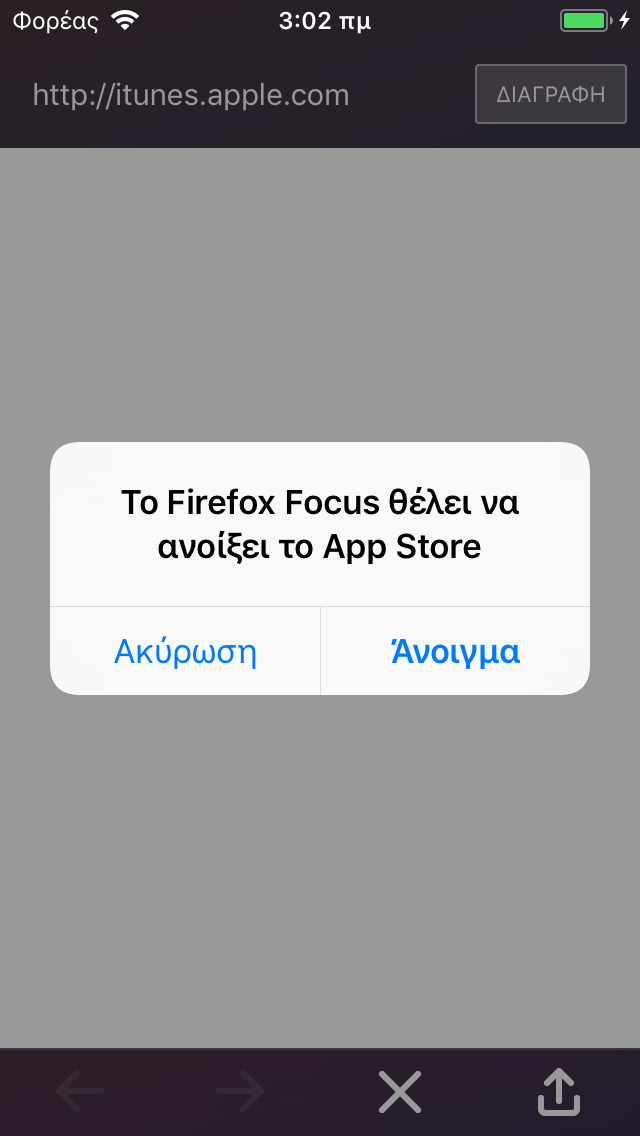 Φορέας 3:02 πμ
http://itunes.apple.com ΔΙΑΓΡΑΦΗ
Το Firefox Focus θέλει να
ανοίξει το App Store
Ακύρωση Άνοιγμα